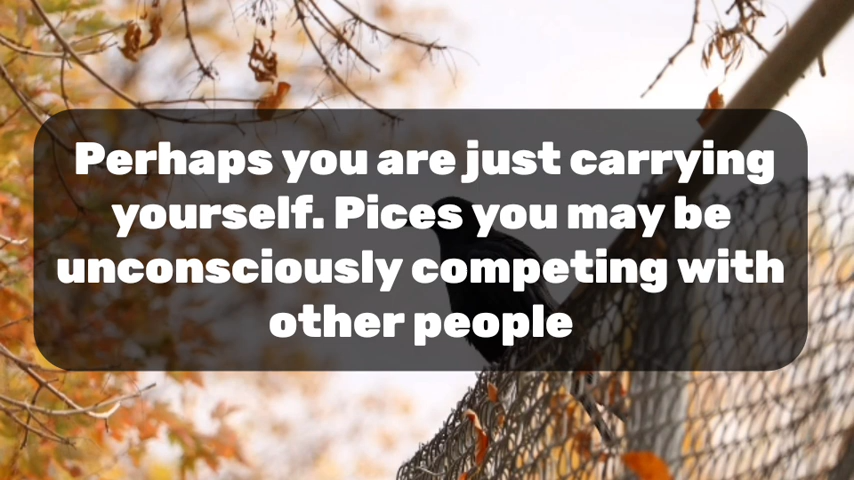 Perhaps you are just carrying
yourself. Pices you may be
unconsciously competing with
other people